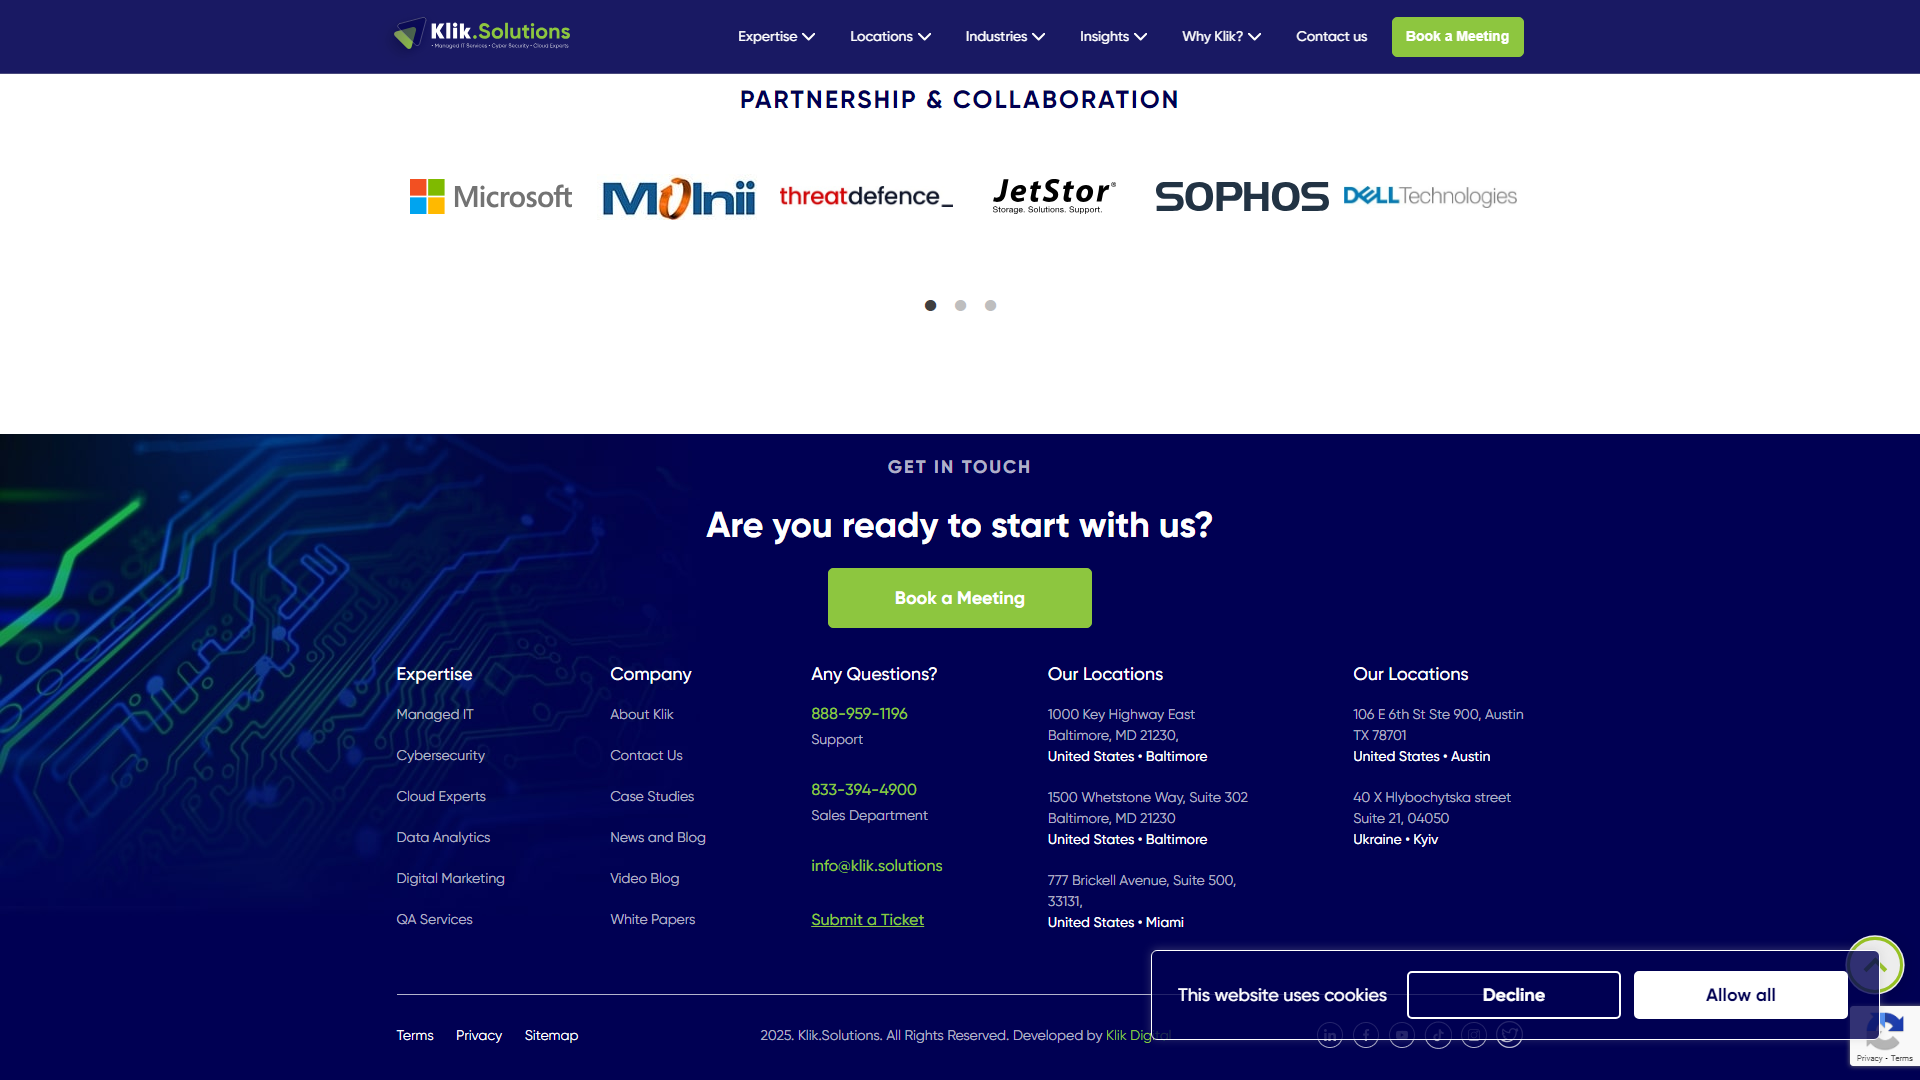 Klik.Solutions
• Managed IT Services • Cyber Security • Cloud Experts
Expertise
Locations
Industries
Insights
Why Klik?
Contact us
Book a Meeting
PARTNERSHIP & COLLABORATION
Microsoft
threatdefence_
JetStor®
Storage. Solutions. Support.
SOPHOS
DELL Technologies
GET IN TOUCH
Are you ready to start with us?
Book a Meeting
Expertise
Managed IT
Cybersecurity
Cloud Experts
Data Analytics
Digital Marketing
QA Services
Company
About Klik
Contact Us
Case Studies
News and Blog
Video Blog
White Papers
Any Questions?
888-959-1196
Support
833-394-4900
Sales Department
info@klik.solutions
Submit a Ticket
Our Locations
1000 Key Highway East
Baltimore, MD 21230,
United States • Baltimore
1500 Whetstone Way, Suite 302
Baltimore, MD 21230
United States • Baltimore
777 Brickell Avenue, Suite 500,
33131,
United States • Miami
Our Locations
106 E 6th St Ste 900, Austin
TX 78701
United States • Austin
40 X Hlybochytska street
Suite 21, 04050
Ukraine • Kyiv
This website uses cookies
Decline
Allow all
Terms
Privacy
Sitemap
2025. Klik.Solutions. All Rights Reserved. Developed by Klik Digital
Privacy - Terms